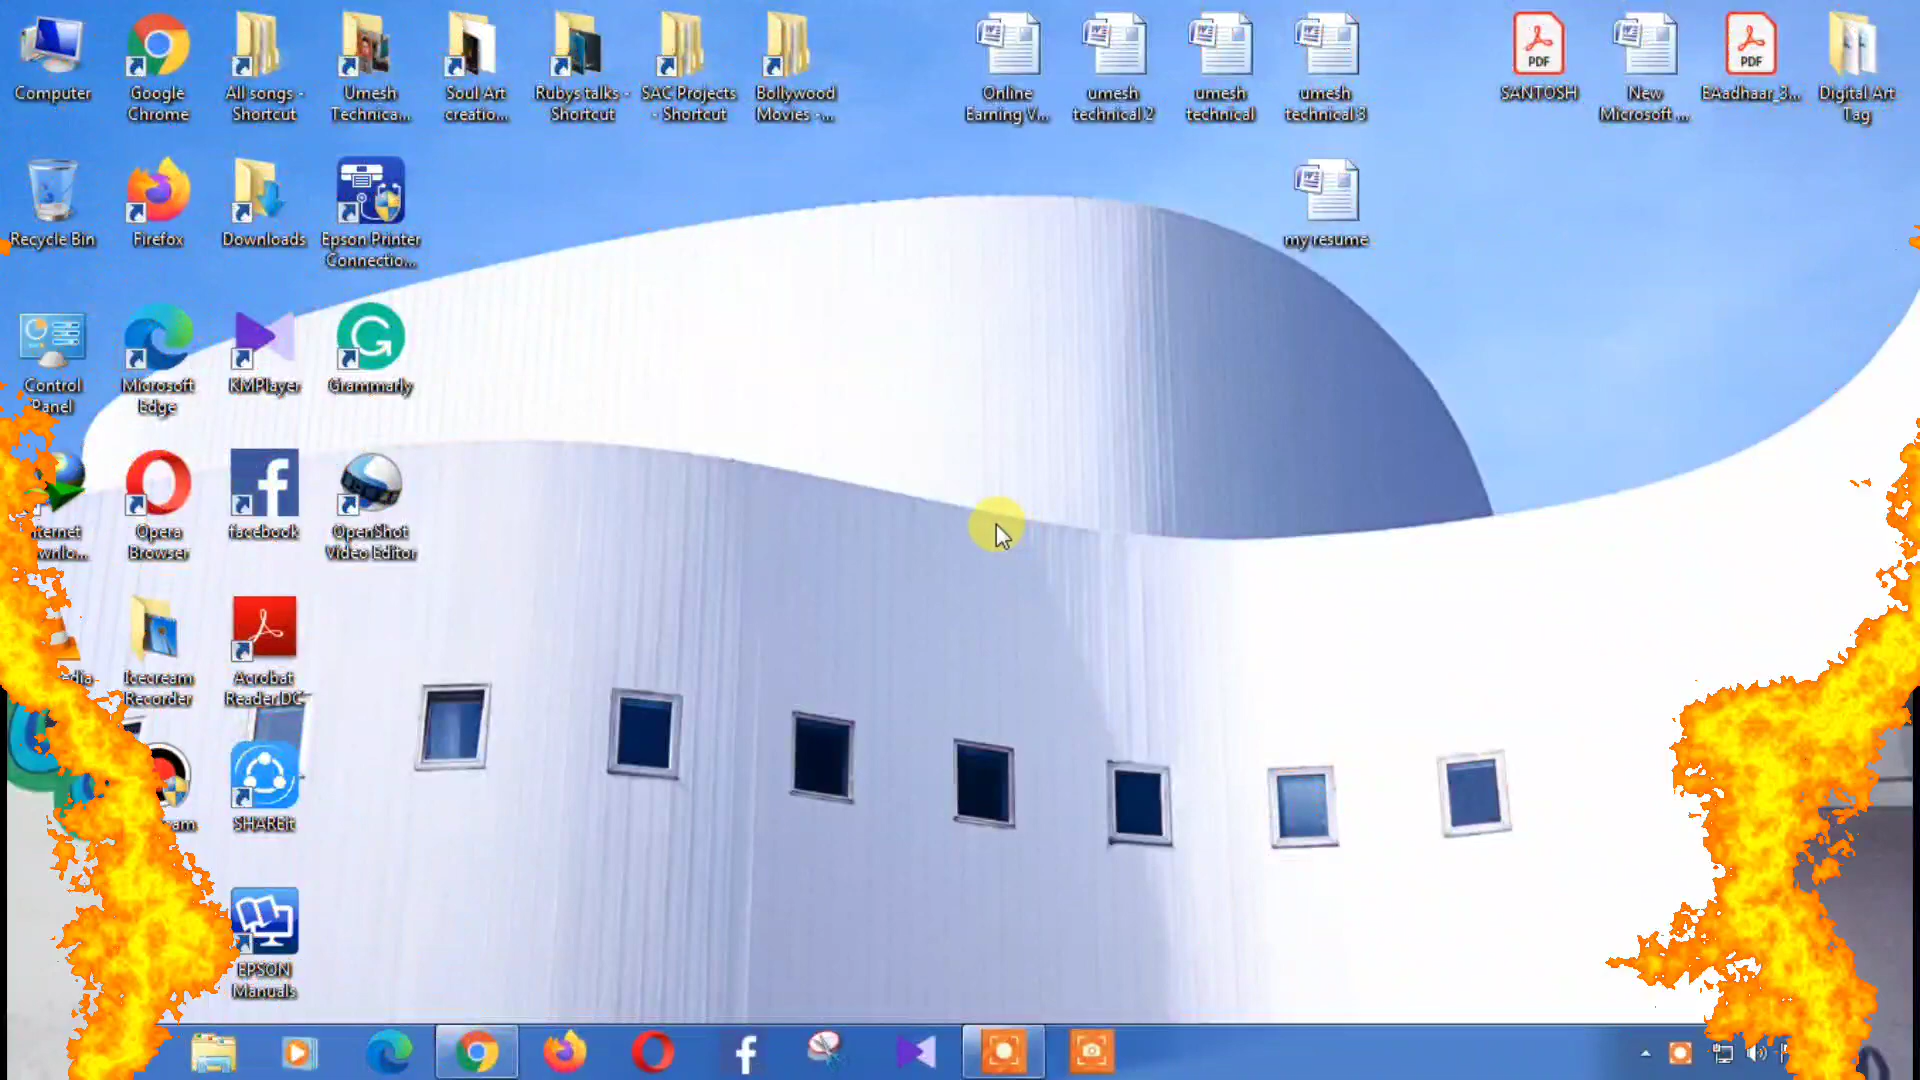 Computer
Google
Chrome
All songs -
Shortcut
Umesh
Technica...
Soul Art
creatio...
Rubys talks -
Shortcut
SAC Projects
- Shortcut
Bollywood
Movies -...
Online
Earning V...
umesh
technical 2
umesh
technical
umesh
technical 3
PDF
SANTOSH
New
Microsoft ...
PDF
EAadhaar_3...
Digital Art
Tag
Recycle Bin
Firefox
Downloads
Epson Printer
Connectio...
my resume
Control
Panel
Microsoft
Edge
KMPlayer
Grammarly
Opera
Browser
facebook
OpenShot
Video Editor
Icecream
Recorder
Acrobat
Reader DC
SHAREit
EPSON
Manuals